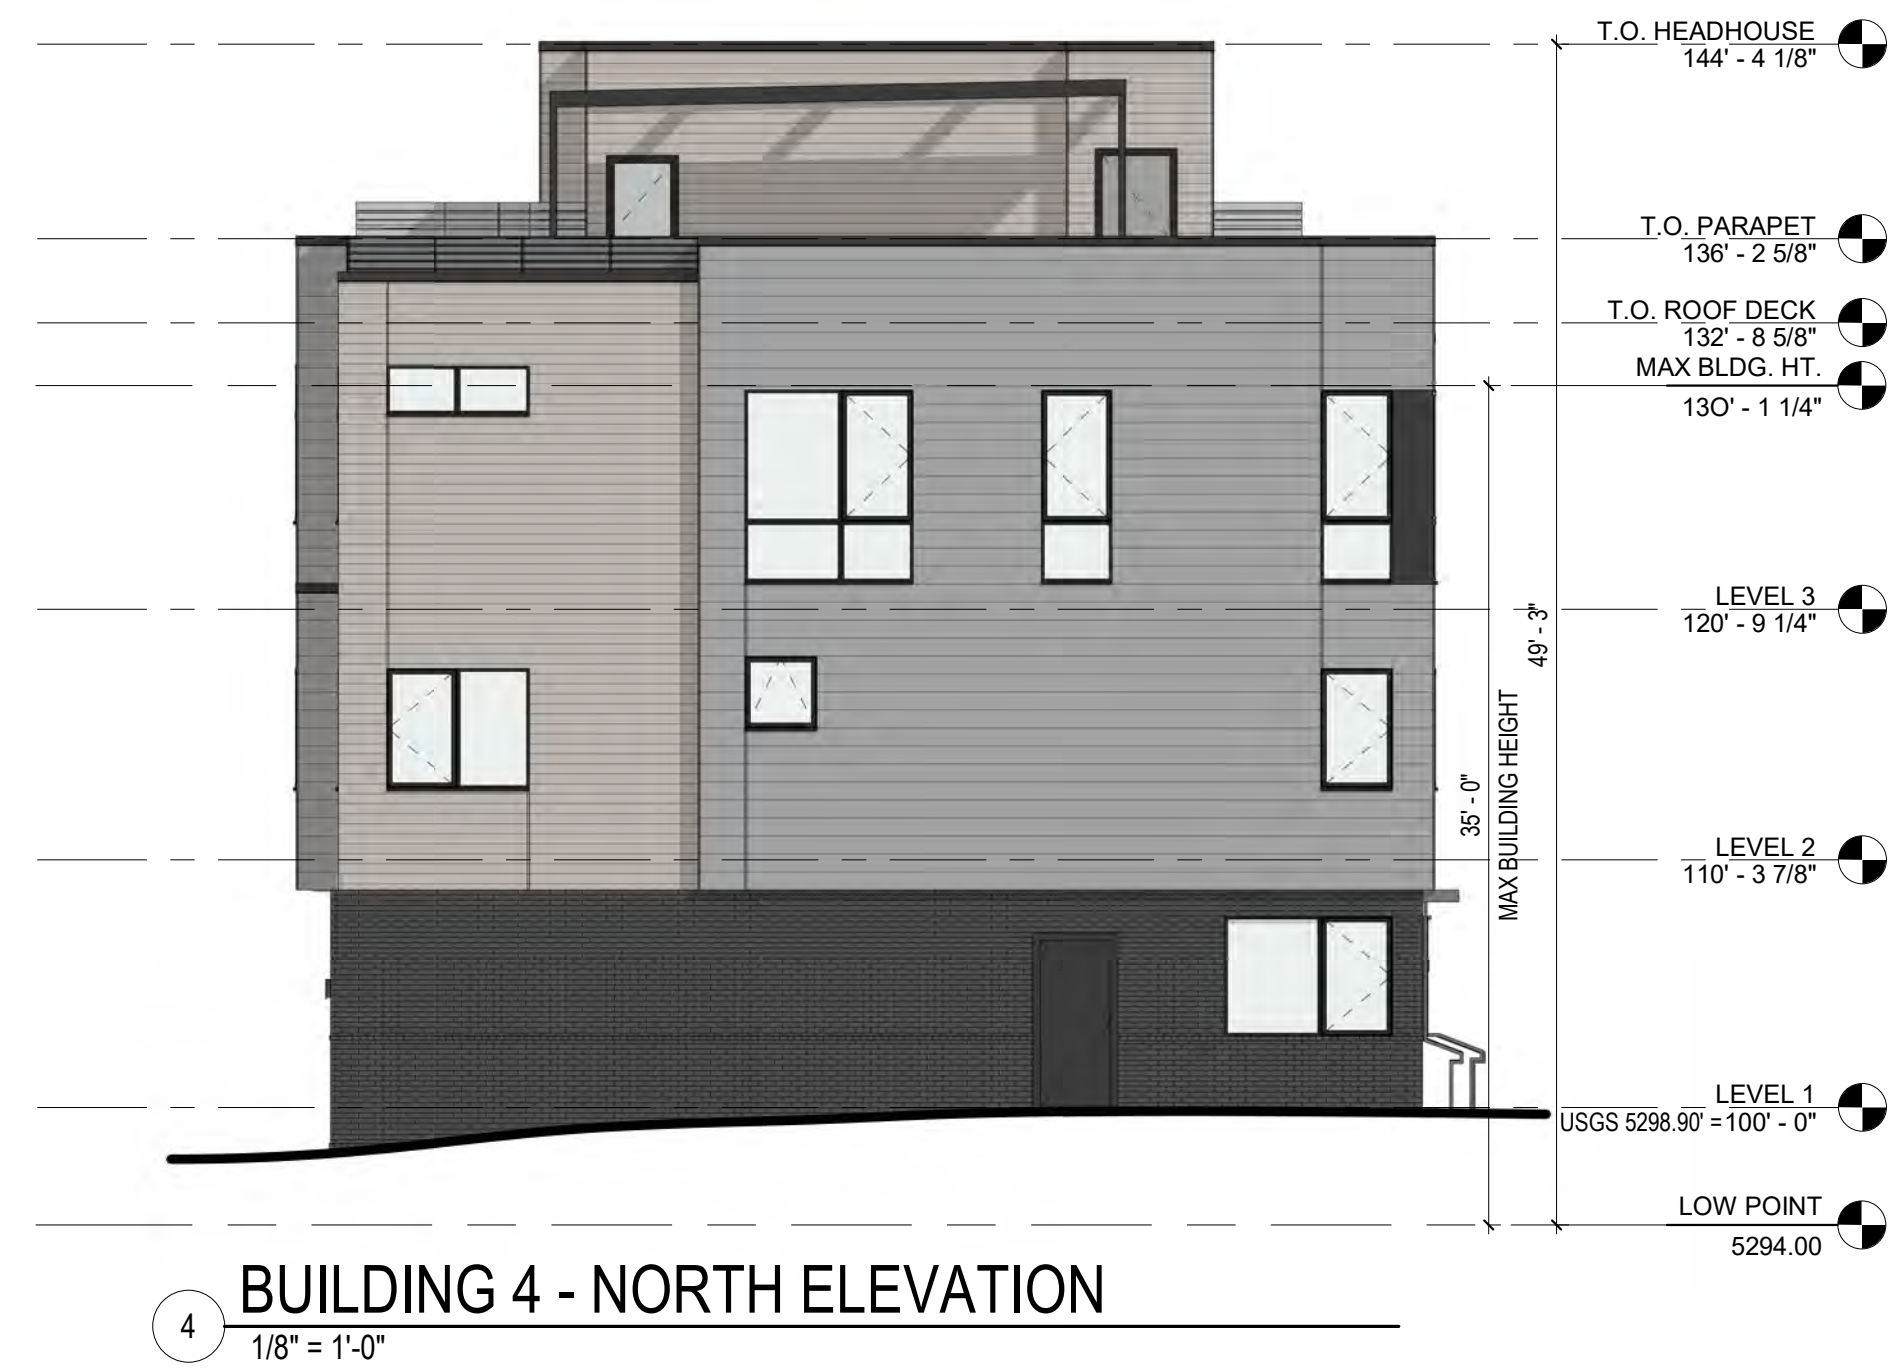 T.O. HEADHOUSE
144' - 4 1/8"
T.O. PARAPET
136' - 2 5/8"
T.O. ROOF DECK
132' - 8 5/8"
MAX BLDG. HT.
13O' - 1 1/4"
LEVEL 3
120' - 9 1/4"
49' - 3"
35' - 0"
MAX BUILDING HEIGHT
LEVEL 2
110' - 3 7/8"
LEVEL 1
USGS 5298.90' = 100' - 0"
LOW POINT
5294.00
4
BUILDING 4 - NORTH ELEVATION
1/8" = 1'-0"